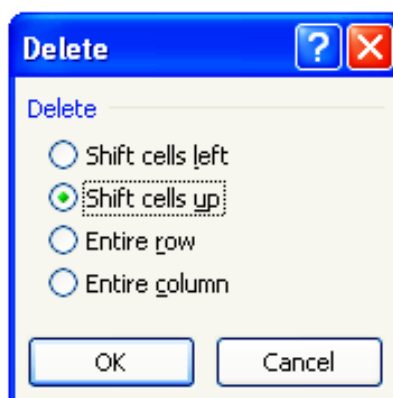 Delete ?
Delete
Shift cells left
Shift cells up
Entire row
Entire column
OK Cancel